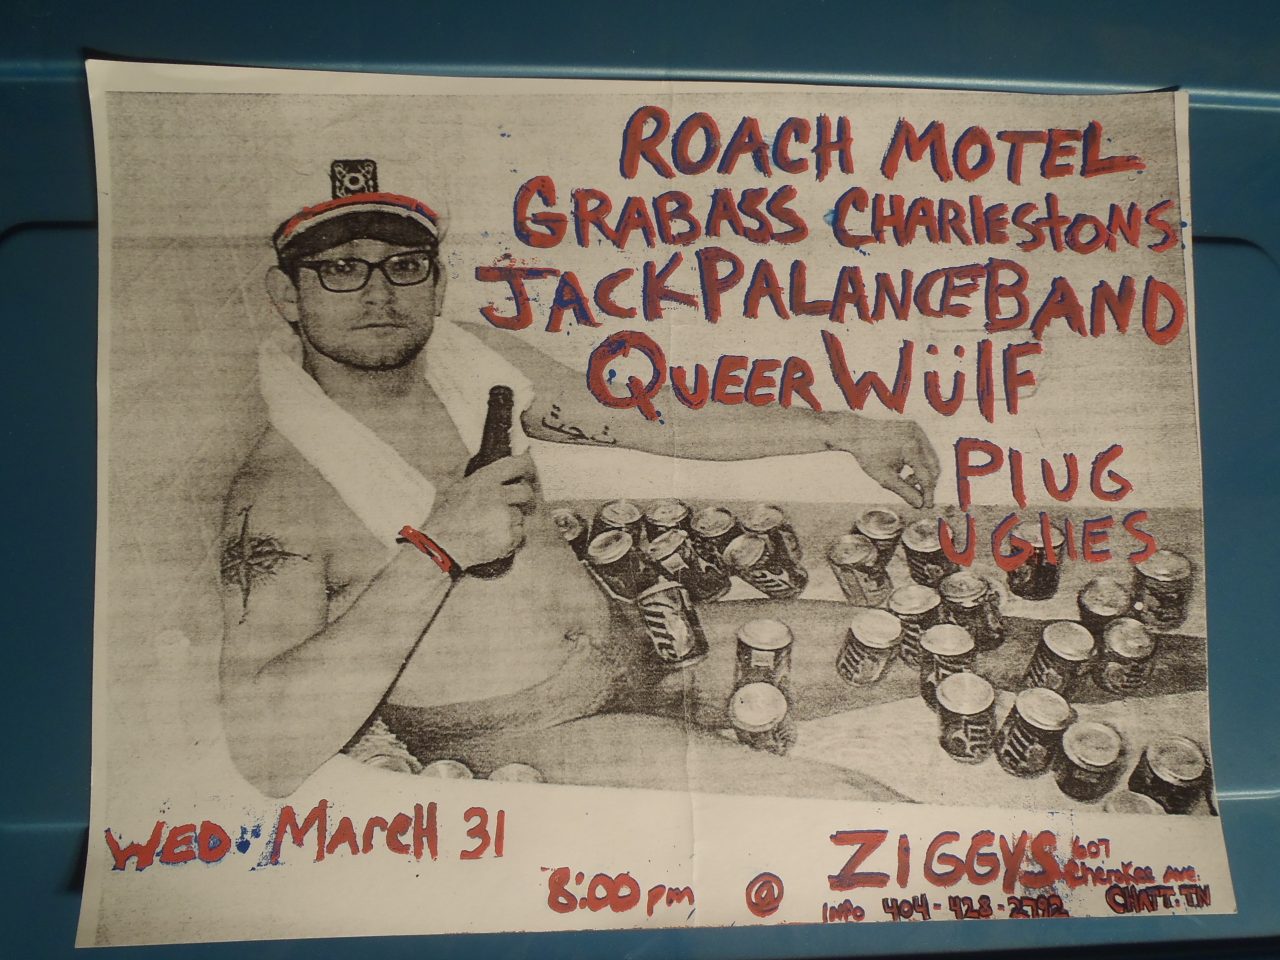 ROACH MOTEL
GRABASS CHARlEStONS
JACK PALANCE BAND
QUEER WÜlF
PlUG
UGlIES
WED. MARCH 31
8:00 pm @ ZIGGYS 607 Cherokee Ave.
INFO 404-428-2792 CHATT. TN